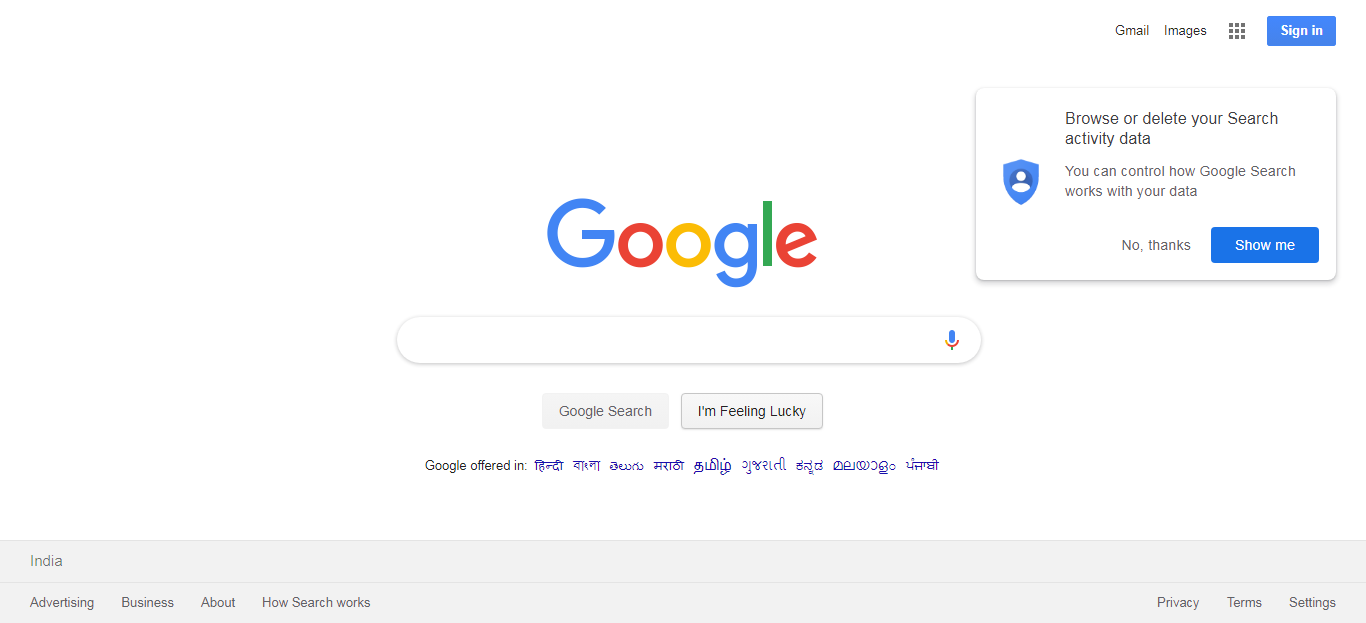 Gmail Images Sign in
Browse or delete your Search
activity data
You can control how Google Search
works with your data
No, thanks Show me
Google
Google Search I'm Feeling Lucky
Google offered in: हिन्दी বাংলা తెలుగు मराठी தமிழ் ગુજરાતી ಕನ್ನಡ മലയാളം ਪੰਜਾਬੀ
India
Advertising Business About How Search works Privacy Terms Settings